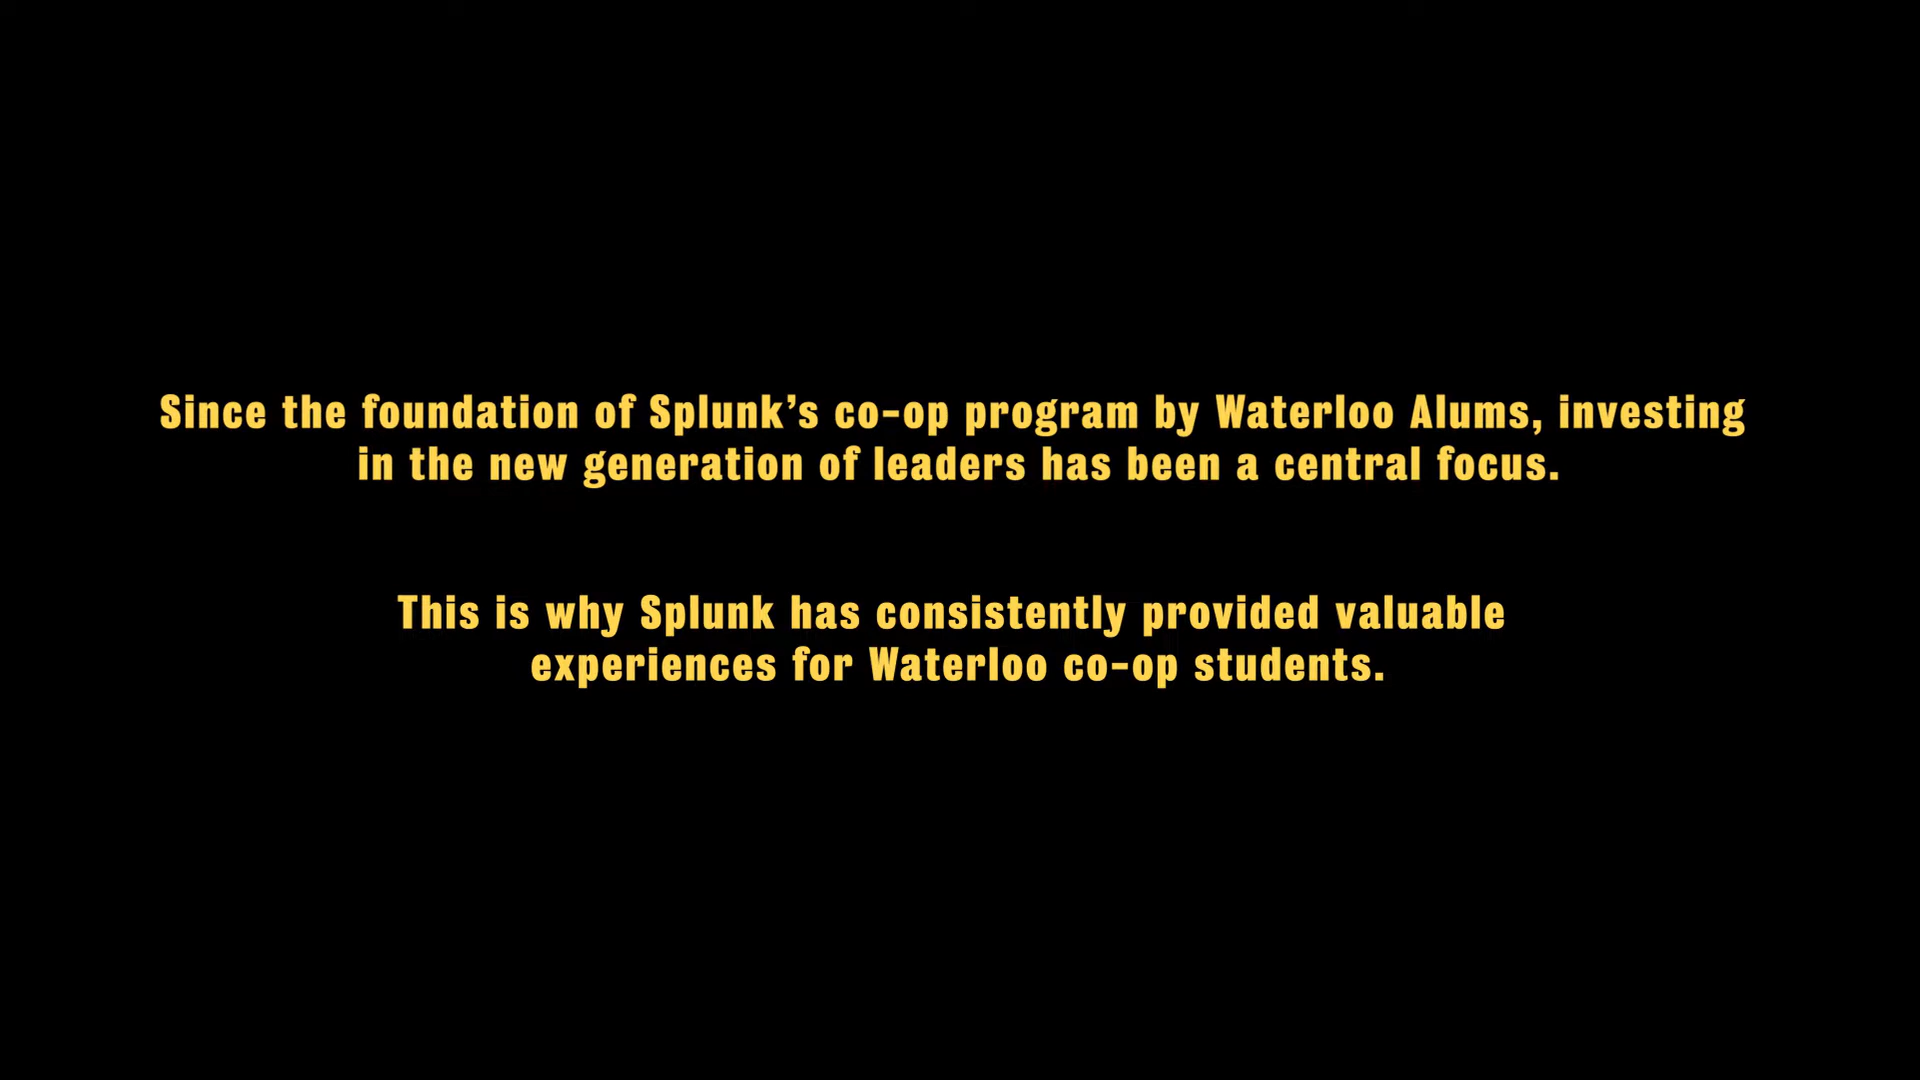 Since the foundation of Splunk’s co-op program by Waterloo Alums, investing
in the new generation of leaders has been a central focus.
This is why Splunk has consistently provided valuable
experiences for Waterloo co-op students.